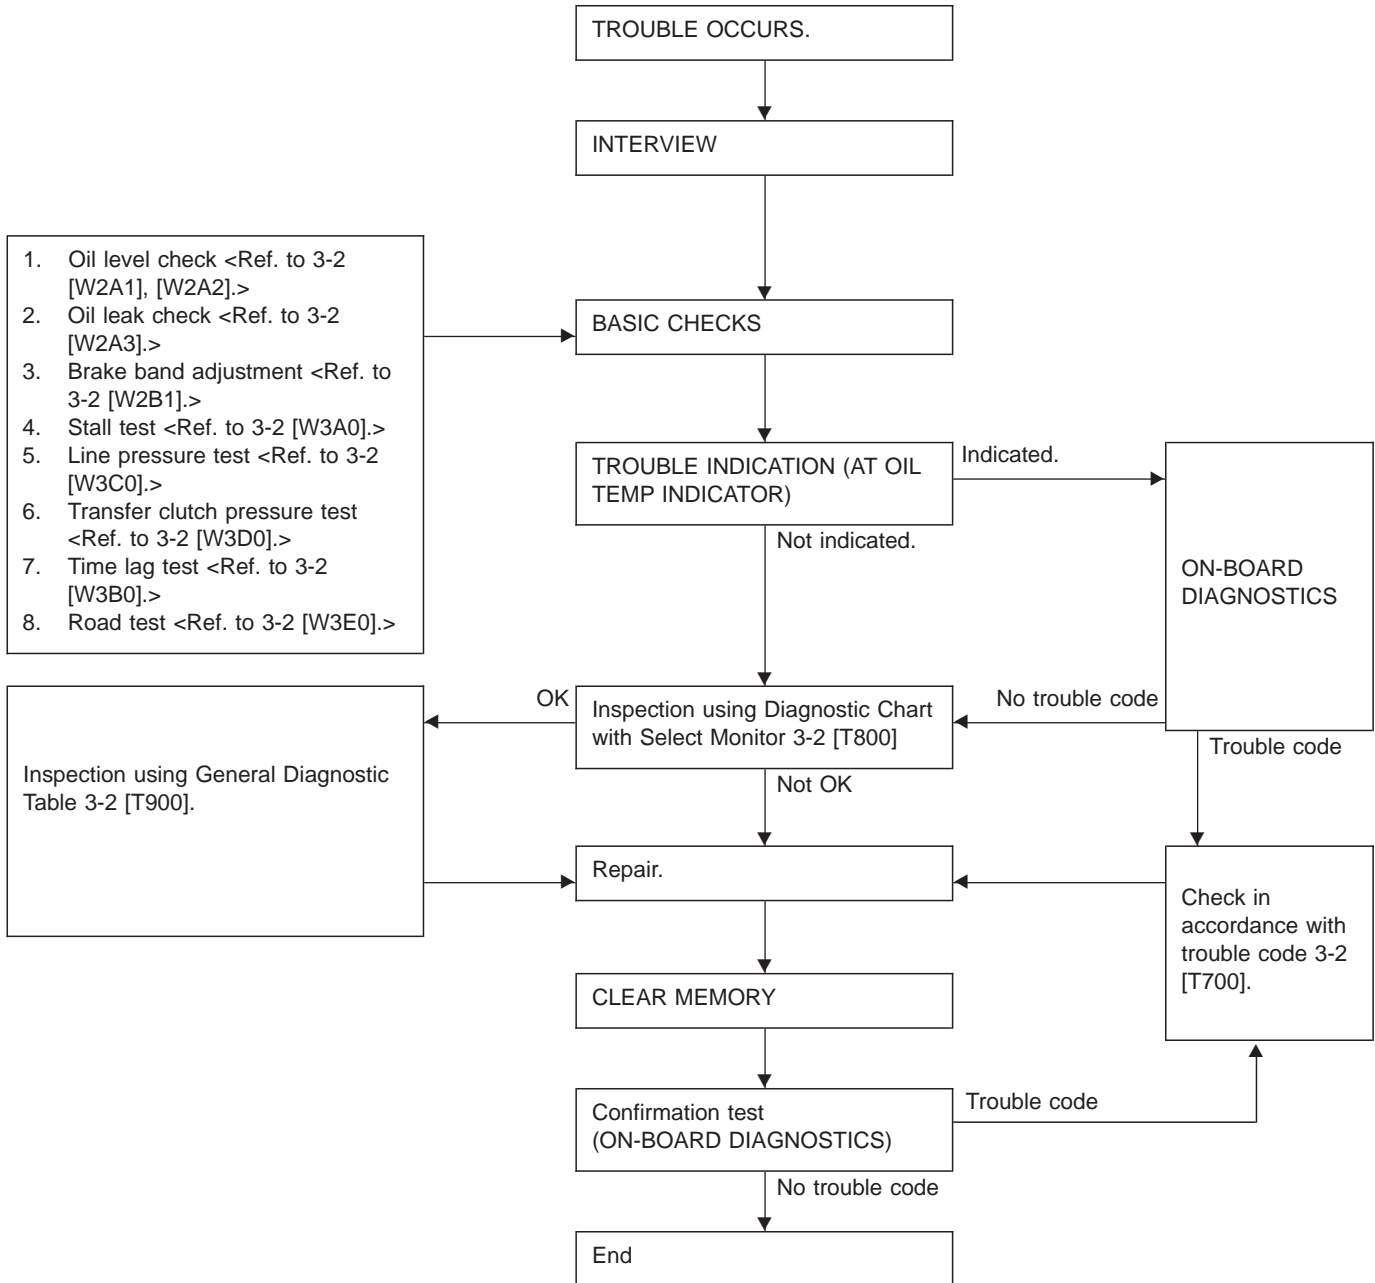 TROUBLE OCCURS.
INTERVIEW
1. Oil level check <Ref. to 3-2
[W2A1], [W2A2].>
2. Oil leak check <Ref. to 3-2
[W2A3].>
3. Brake band adjustment <Ref. to
3-2 [W2B1].>
4. Stall test <Ref. to 3-2 [W3A0].>
5. Line pressure test <Ref. to 3-2
[W3C0].>
6. Transfer clutch pressure test
<Ref. to 3-2 [W3D0].>
7. Time lag test <Ref. to 3-2
[W3B0].>
8. Road test <Ref. to 3-2 [W3E0].>
BASIC CHECKS
TROUBLE INDICATION (AT OIL
TEMP INDICATOR)
Indicated.
Not indicated.
ON-BOARD
DIAGNOSTICS
OK
Inspection using Diagnostic Chart
with Select Monitor 3-2 [T800]
No trouble code
Trouble code
Not OK
Inspection using General Diagnostic
Table 3-2 [T900].
Repair.
Check in
accordance with
trouble code 3-2
[T700].
CLEAR MEMORY
Confirmation test
(ON-BOARD DIAGNOSTICS)
Trouble code
No trouble code
End